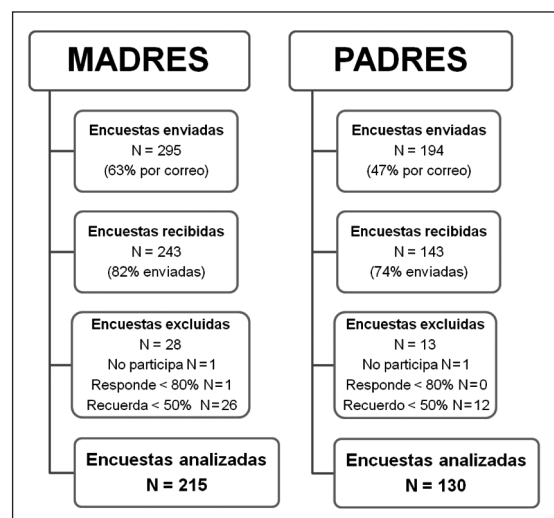 MADRES
Encuestas enviadas
N = 295
(63% por correo)
Encuestas recibidas
N = 243
(82% enviadas)
Encuestas excluidas
N = 28
No participa N=1
Responde < 80% N=1
Recuerda < 50% N=26
Encuestas analizadas
N = 215
PADRES
Encuestas enviadas
N = 194
(47% por correo)
Encuestas recibidas
N = 143
(74% enviadas)
Encuestas excluidas
N = 13
No participa N=1
Responde < 80% N=0
Recuerdo < 50% N=12
Encuestas analizadas
N = 130